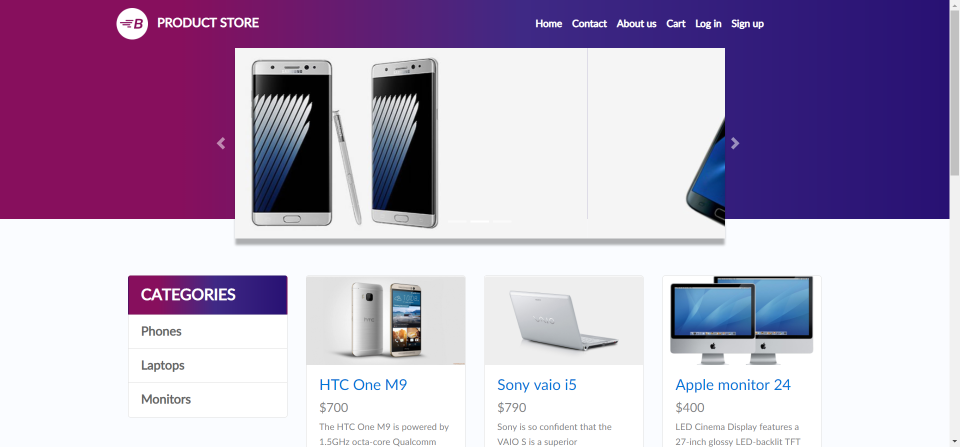 B PRODUCT STORE
Home Contact About us Cart Log in Sign up
CATEGORIES
Phones
Laptops
Monitors
HTC One M9
$700
The HTC One M9 is powered by
1.5GHz octa-core Qualcomm
VAIO
Sony vaio i5
$790
Sony is so confident that the
VAIO S is a superior
Apple monitor 24
$400
LED Cinema Display features a
27-inch glossy LED-backlit TFT